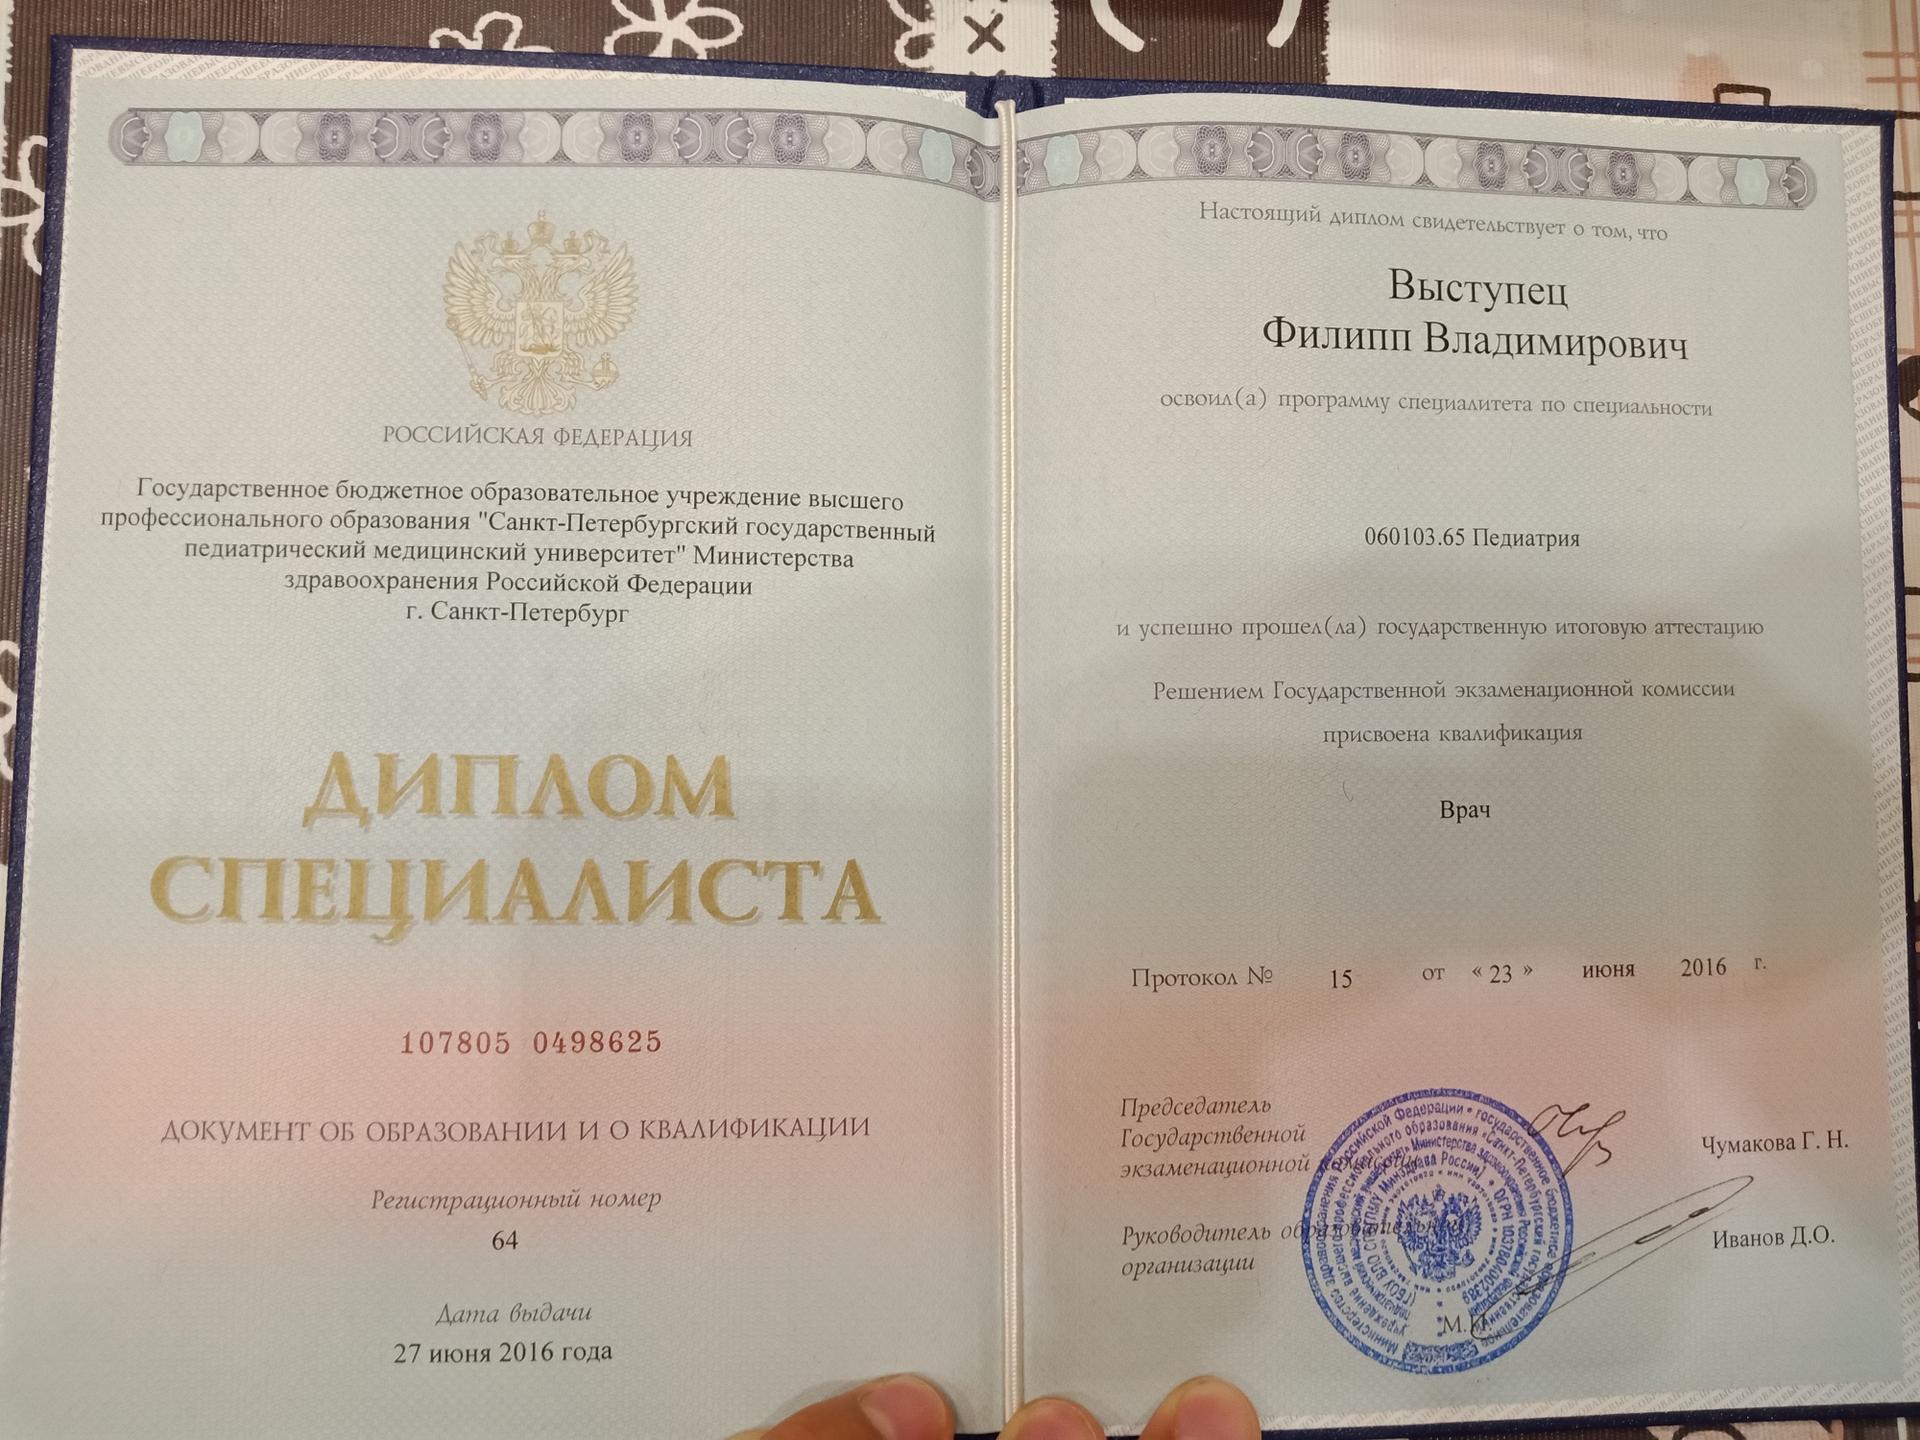 РОССИЙСКАЯ ФЕДЕРАЦИЯ
Государственное бюджетное образовательное учреждение высшего
профессионального образования "Санкт-Петербургский государственный
педиатрический медицинский университет" Министерства
здравоохранения Российской Федерации
г. Санкт-Петербург
ДИПЛОМ
СПЕЦИАЛИСТА
107805 0498625
ДОКУМЕНТ ОБ ОБРАЗОВАНИИ И О КВАЛИФИКАЦИИ
Регистрационный номер
64
Дата выдачи
27 июня 2016 года
Настоящий диплом свидетельствует о том, что
Выступец
Филипп Владимирович
освоил(а) программу специалитета по специальности
060103.65 Педиатрия
и успешно прошел(ла) государственную итоговую аттестацию
Решением Государственной экзаменационной комиссии
присвоена квалификация
Врач
Протокол № 15 от « 23 » июня 2016 г.
Председатель
Государственной
экзаменационной комиссии
Чумакова Г. Н.
Руководитель образовательной
организации
Иванов Д.О.
М.П.